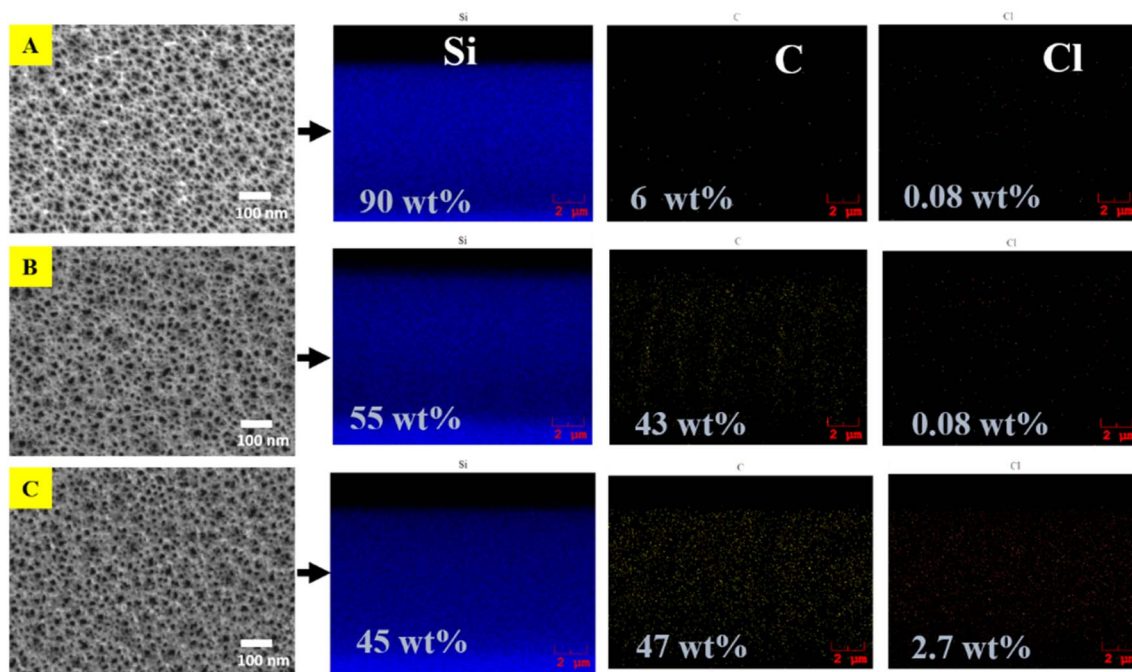 Si
C
Cl
A
Si
C
Cl
100 nm
90 wt%
2 μm
6 wt%
2 μm
0.08 wt%
2 μm
Si
C
Cl
B
100 nm
55 wt%
2 μm
43 wt%
2 μm
0.08 wt%
2 μm
Si
C
Cl
C
100 nm
45 wt%
2 μm
47 wt%
2 μm
2.7 wt%
2 μm